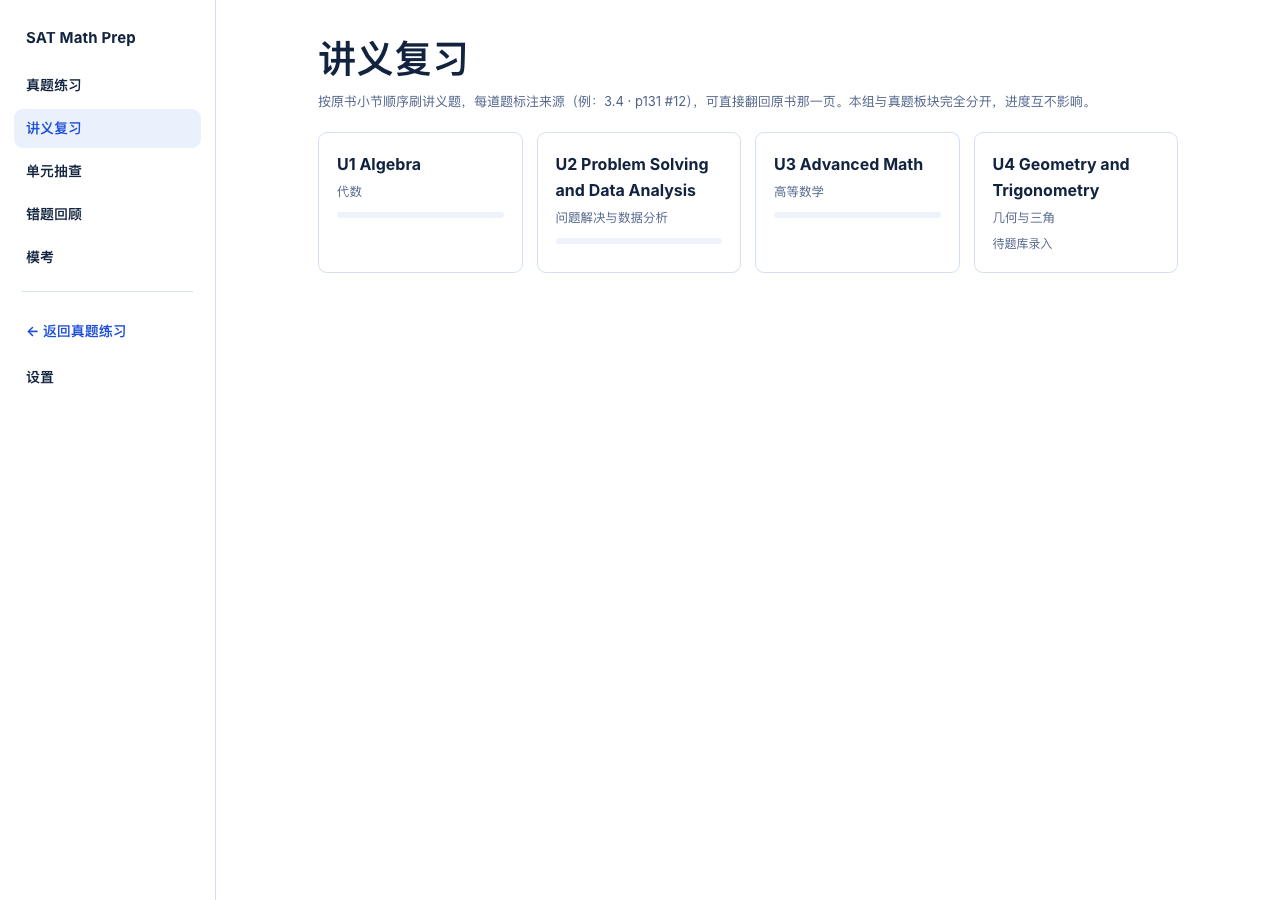 SAT Math Prep
真题练习
讲义复习
单元抽查
错题回顾
模考
← 返回真题练习
设置
讲义复习
按原书小节顺序刷讲义题，每道题标注来源（例：3.4 · p131 #12），可直接翻回原书那一页。本组与真题板块完全分开，进度互不影响。
U1 Algebra
代数
U2 Problem Solving
and Data Analysis
问题解决与数据分析
U3 Advanced Math
高等数学
U4 Geometry and
Trigonometry
几何与三角
待题库录入